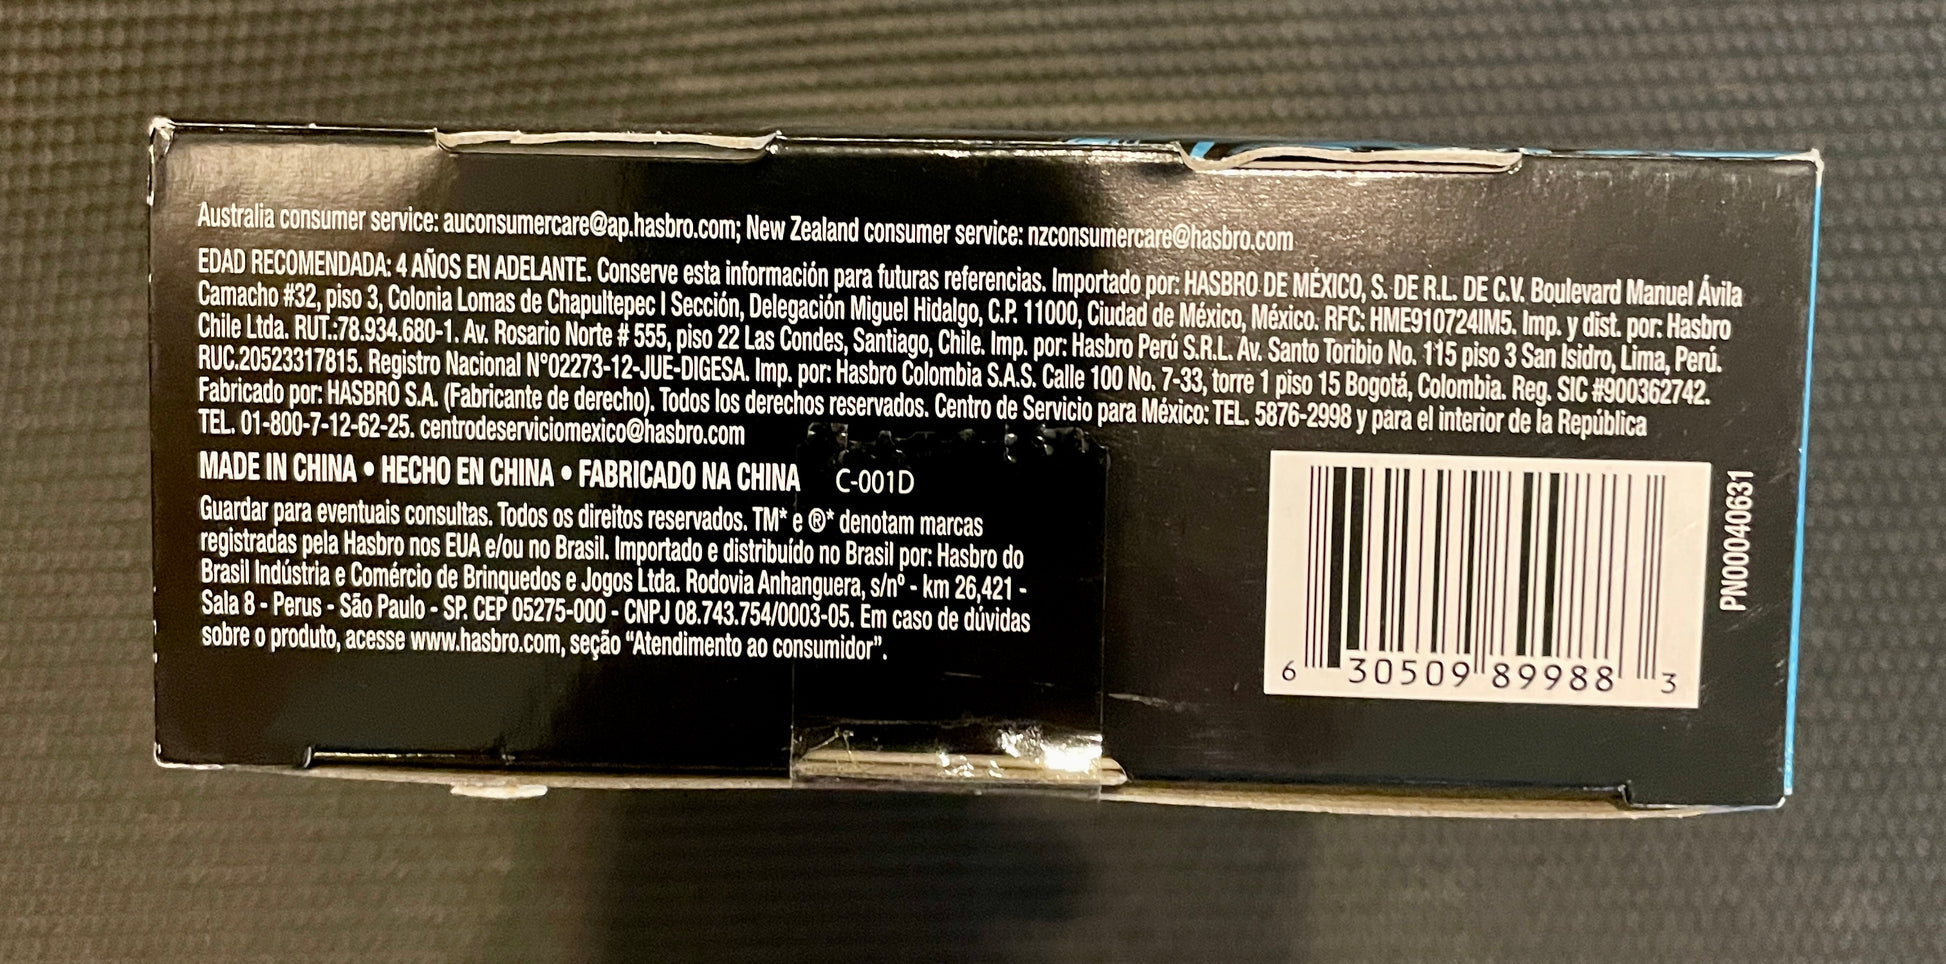 Australia consumer service: auconsumercare@ap.hasbro.com; New Zealand consumer service: nzconsumercare@hasbro.com
EDAD RECOMENDADA: 4 AÑOS EN ADELANTE. Conserve esta información para futuras referencias. Importado por: HASBRO DE MÉXICO, S. DE R.L. DE C.V. Boulevard Manuel Ávila
Camacho #32, piso 3, Colonia Lomas de Chapultepec I Sección, Delegación Miguel Hidalgo, C.P. 11000, Ciudad de México, México. RFC: HME910724IM5. Imp. y dist. por: Hasbro
Chile Ltda. RUT.:78.934.680-1. Av. Rosario Norte # 555, piso 22 Las Condes, Santiago, Chile. Imp. por: Hasbro Perú S.R.L. Av. Santo Toribio No. 115 piso 3 San Isidro, Lima, Perú.
RUC.20523317815. Registro Nacional N°02273-12-JUE-DIGESA. Imp. por: Hasbro Colombia S.A.S. Calle 100 No. 7-33, torre 1 piso 15 Bogotá, Colombia. Reg. SIC #900362742.
Fabricado por: HASBRO S.A. (Fabricante de derecho). Todos los derechos reservados. Centro de Servicio para México: TEL. 5876-2998 y para el interior de la República
TEL. 01-800-7-12-62-25. centrodeserviciomexico@hasbro.com
MADE IN CHINA • HECHO EN CHINA • FABRICADO NA CHINA C-001D
Guardar para eventuais consultas. Todos os direitos reservados. TM* e ®* denotam marcas
registradas pela Hasbro nos EUA e/ou no Brasil. Importado e distribuído no Brasil por: Hasbro do
Brasil Indústria e Comércio de Brinquedos e Jogos Ltda. Rodovia Anhanguera, s/nº - km 26,421 -
Sala 8 - Perus - São Paulo - SP. CEP 05275-000 - CNPJ 08.743.754/0003-05. Em caso de dúvidas
sobre o produto, acesse www.hasbro.com, seção “Atendimento ao consumidor”.
6 30509 89988 3
PN00040631